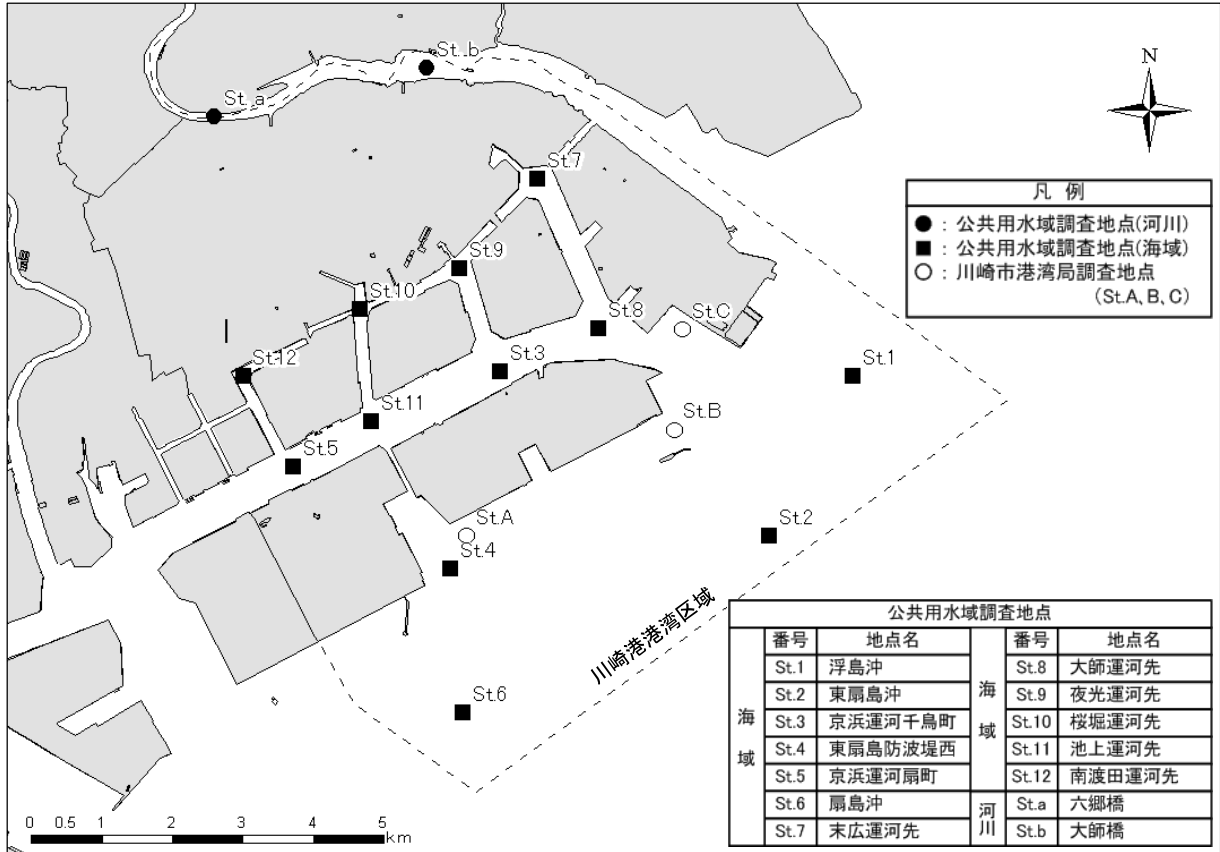 St.b
St.a
N
St.7
凡 例
● : 公共用水域調査地点(河川)
■ : 公共用水域調査地点(海域)
○ : 川崎市港湾局調査地点
(St.A, B, C)
St.9
St.10
St.8
St.C
St.12
St.3
St.1
St.11
St.B
St.5
St.2
St.A
St.4
川崎港港湾区域
St.6
公共用水域調査地点
番号 地点名 番号 地点名
海域 St.1 浮島沖 海域 St.8 大師運河先
St.2 東扇島沖 St.9 夜光運河先
St.3 京浜運河千鳥町 St.10 桜堀運河先
St.4 東扇島防波堤西 St.11 池上運河先
St.5 京浜運河扇町 St.12 南渡田運河先
St.6 扇島沖 河川 St.a 六郷橋
St.7 末広運河先 St.b 大師橋
0 0.5 1 2 3 4 5
km